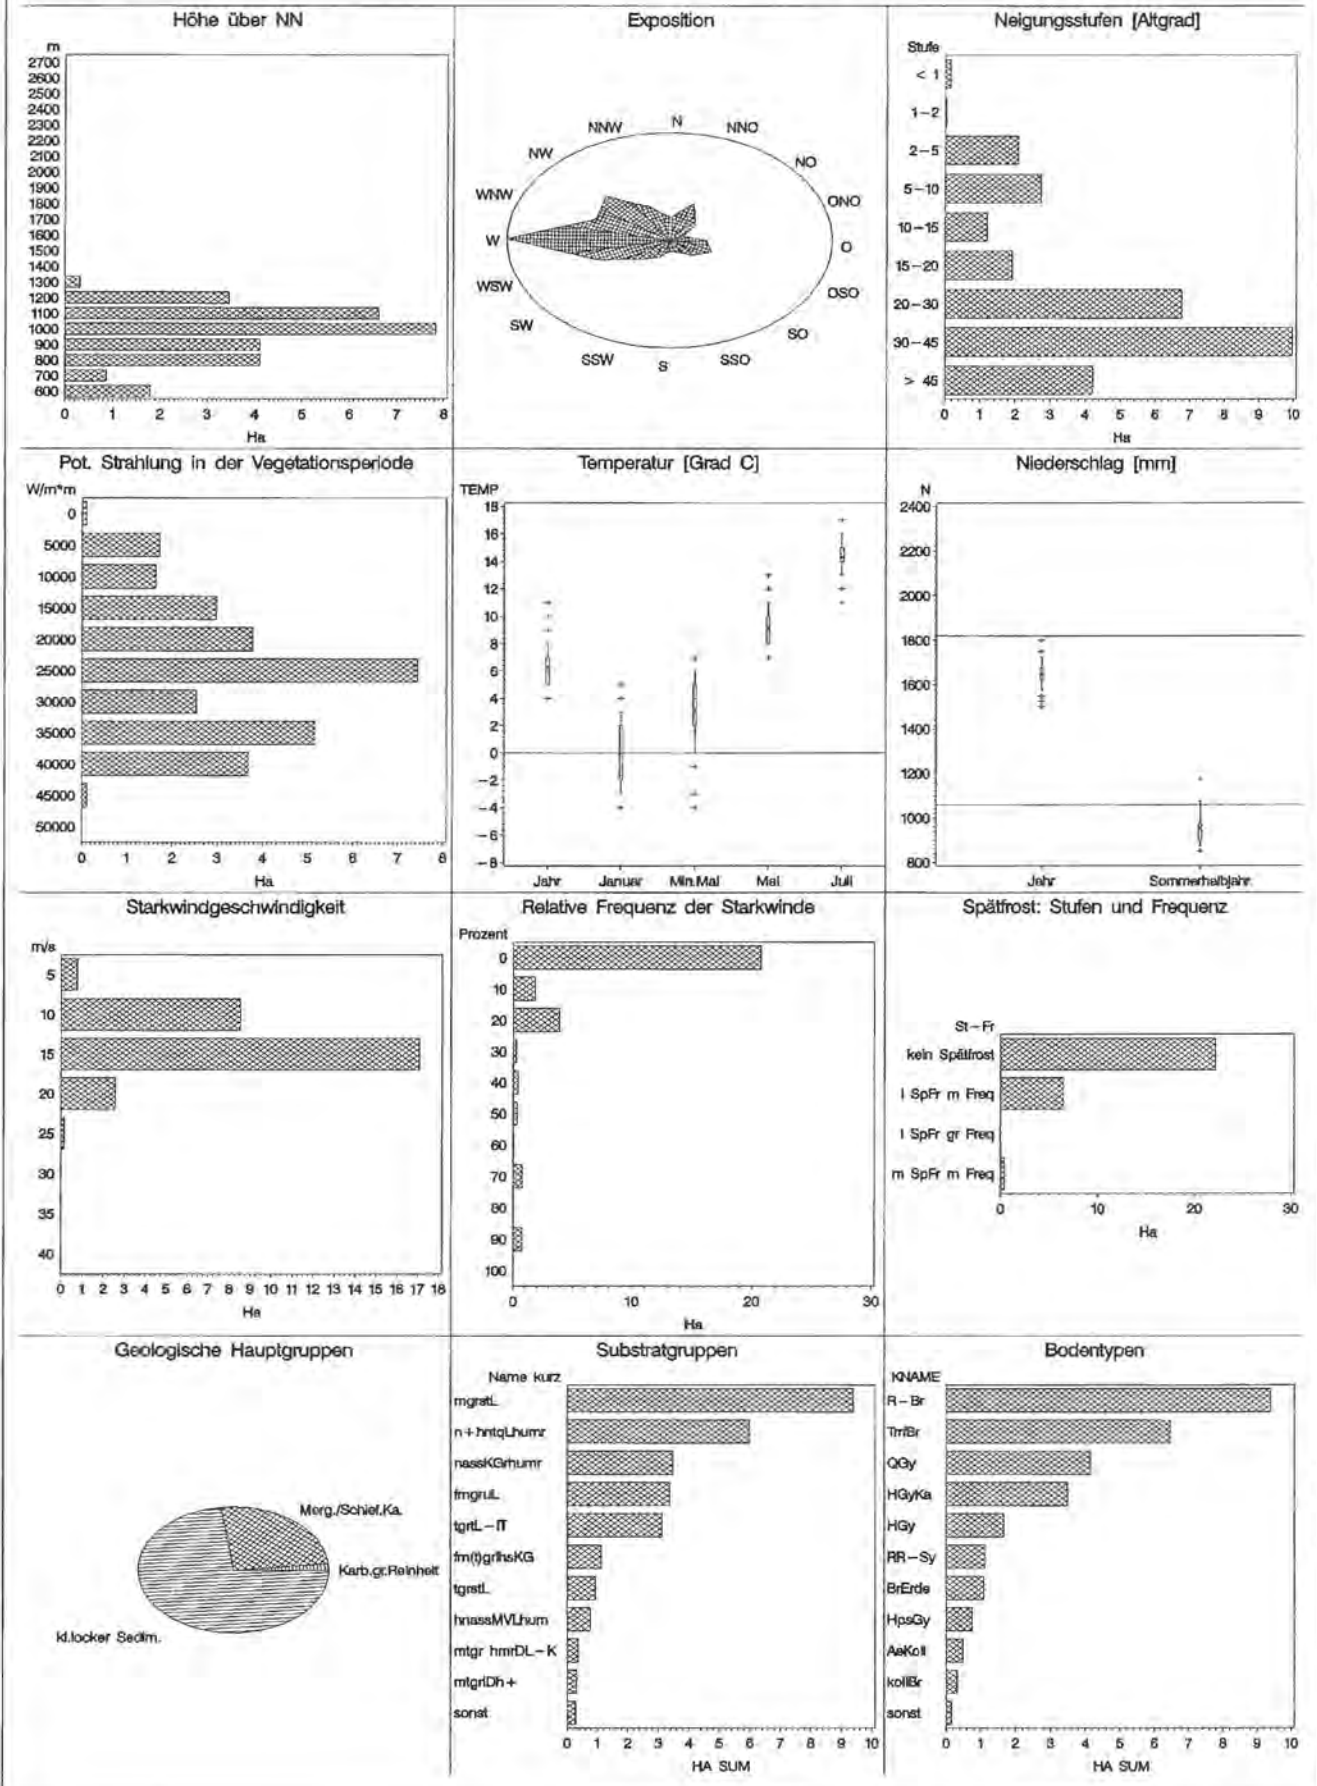 Höhe über NN
m
2700
2600
2500
2400
2300
2200
2100
2000
1900
1800
1700
1600
1500
1400
1300
1200
1100
1000
900
800
700
600
0 1 2 3 4 5 6 7 8
Ha
Exposition
N
NNO
NO
ONO
O
OSO
SO
SSO
S
SSW
SW
WSW
W
WNW
NW
NNW
Neigungsstufen [Altgrad]
Stufe
< 1
1-2
2-5
5-10
10-15
15-20
20-30
30-45
> 45
0 1 2 3 4 5 6 7 8 9 10
Ha
Pot. Strahlung in der Vegetationsperiode
W/m*m
0
5000
10000
15000
20000
25000
30000
35000
40000
45000
50000
0 1 2 3 4 5 6 7 8
Ha
Temperatur [Grad C]
TEMP
18
16
14
12
10
8
6
4
2
0
-2
-4
-6
-8
Jahr Januar Min.Mai Mai Juli
Niederschlag [mm]
N
2400
2200
2000
1800
1600
1400
1200
1000
800
Jahr Sommerhalbjahr
Starkwindgeschwindigkeit
m/s
5
10
15
20
25
30
35
40
0 1 2 3 4 5 6 7 8 9 10 11 12 13 14 15 16 17 18
Ha
Relative Frequenz der Starkwinde
Prozent
0
10
20
30
40
50
60
70
80
90
100
0 10 20 30
Ha
Spätfrost: Stufen und Frequenz
St-Fr
kein Spätfrost
l SpFr m Freq
l SpFr gr Freq
m SpFr m Freq
0 10 20 30
Ha
Geologische Hauptgruppen
Merg./Schief.Ka.
Karb.gr.Reinheit
kl.locker Sedim.
Substratgruppen
Name kurz
mgrstL
n+hntqLhumr
nassKGrhumr
fmgruL
tgrtL-lT
fm(t)grlhsKG
tgrstL
hnassMVLhum
mtgr hmrDL-K
mtgrlDh+
sonst
0 1 2 3 4 5 6 7 8 9 10
HA SUM
Bodentypen
KNAME
R-Br
TrrlBr
QGy
HGyKa
HGy
RR-Sy
BrErde
HpsGy
AeKoll
kollBr
sonst
0 1 2 3 4 5 6 7 8 9 10
HA SUM